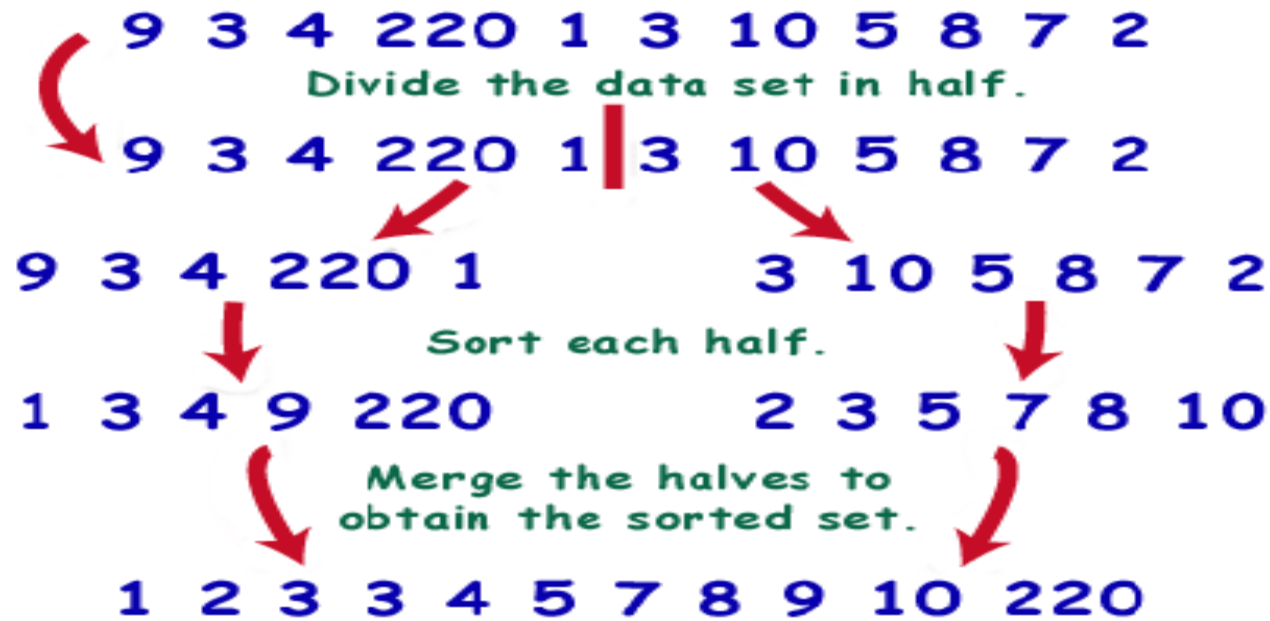 9 3 4 220 1 3 10 5 8 7 2
Divide the data set in half.
9 3 4 220 1 3 10 5 8 7 2
9 3 4 220 1 3 10 5 8 7 2
Sort each half.
1 3 4 9 220 2 3 5 7 8 10
Merge the halves to
obtain the sorted set.
1 2 3 3 4 5 7 8 9 10 220